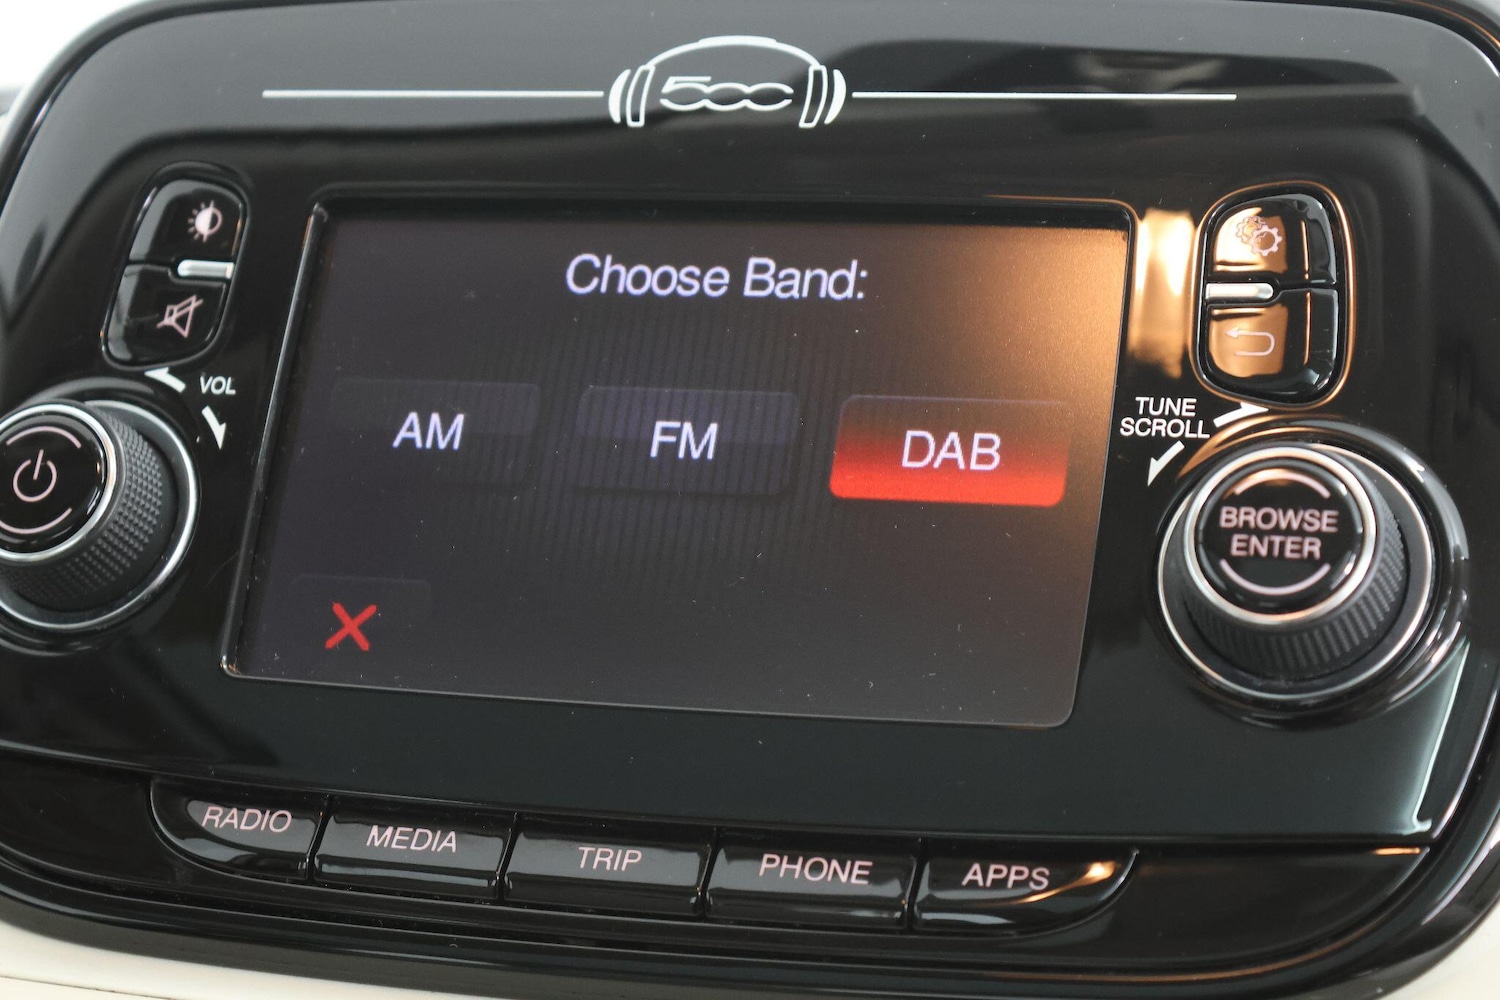 500
VOL
Choose Band:
AM
FM
DAB
TUNE
SCROLL
BROWSE
ENTER
RADIO
MEDIA
TRIP
PHONE
APPS